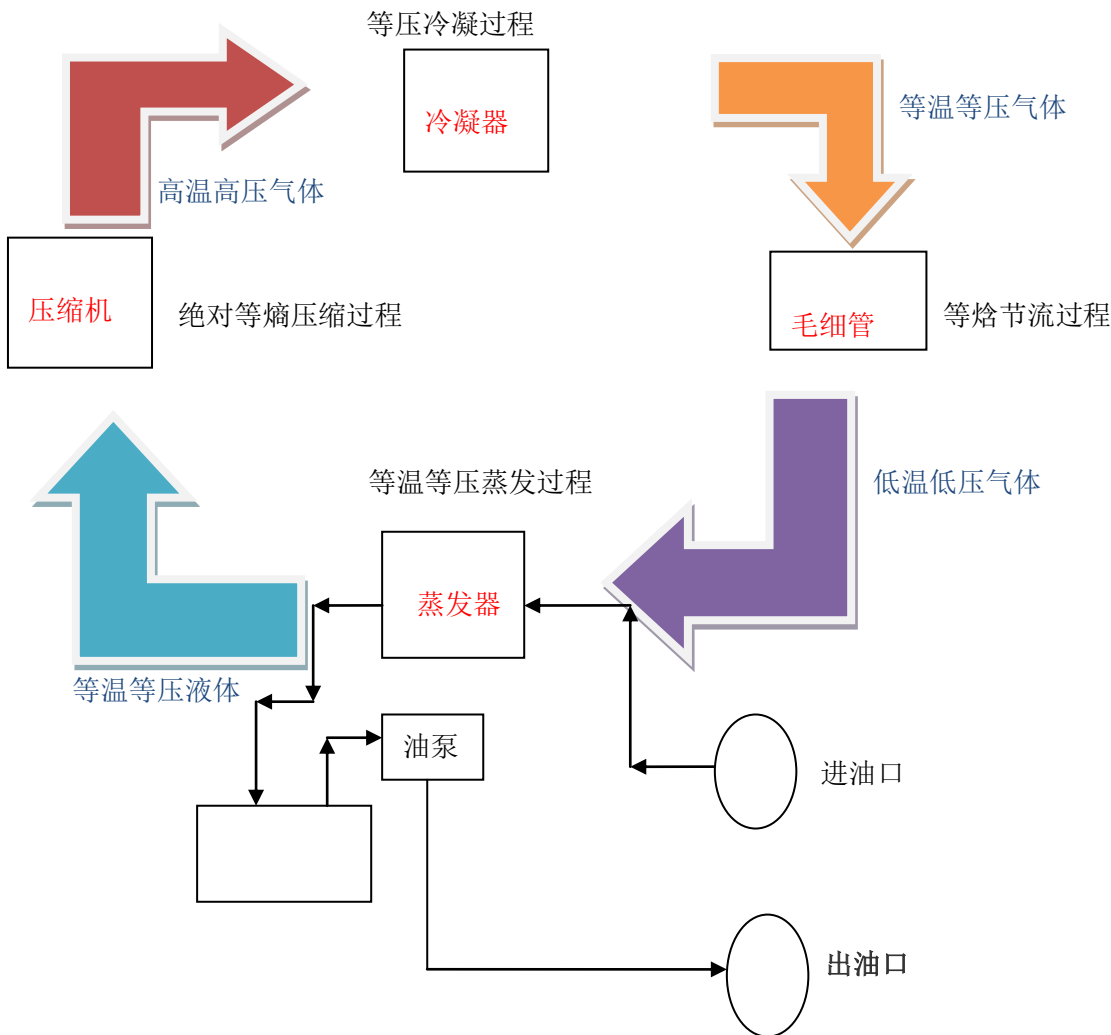 等压冷凝过程
冷凝器
等温等压气体
高温高压气体
压缩机
绝对等熵压缩过程
毛细管
等焓节流过程
等温等压蒸发过程
低温低压气体
蒸发器
等温等压液体
油泵
进油口
出油口